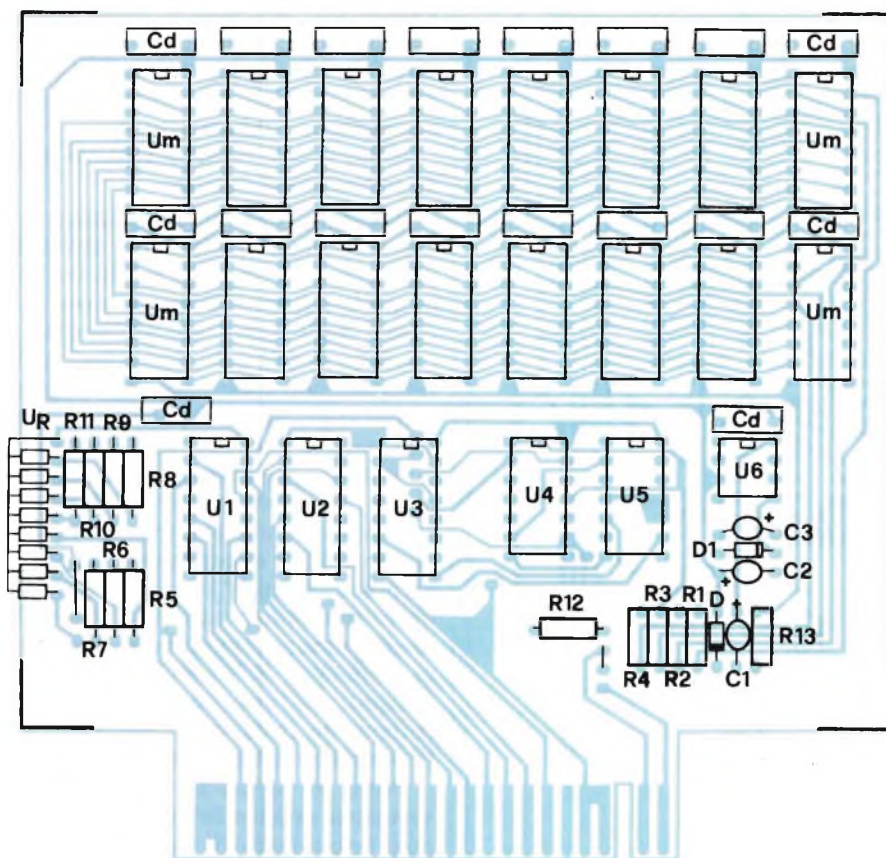 Cd Cd
Um Um
Cd Cd
Um Um
Cd Cd
UR R11 R9
R8 U1 U2 U3 U4 U5 U6
R10
R6
+ C3
D1
C2
+
R5
R7
R12 R3 R1 D +
R13
R4 R2 C1